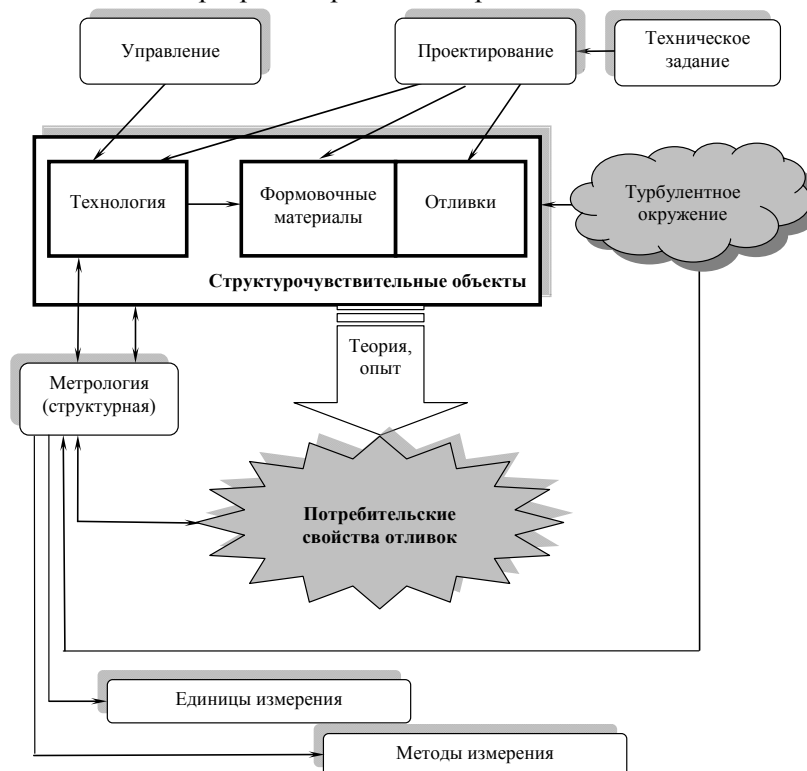 Управление
Проектирование
Техническое
задание
Технология
Формовочные
материалы
Отливки
Турбулентное
окружение
Структурочувствительные объекты
Теория,
опыт
Метрология
(структурная)
Потребительские
свойства отливок
Единицы измерения
Методы измерения